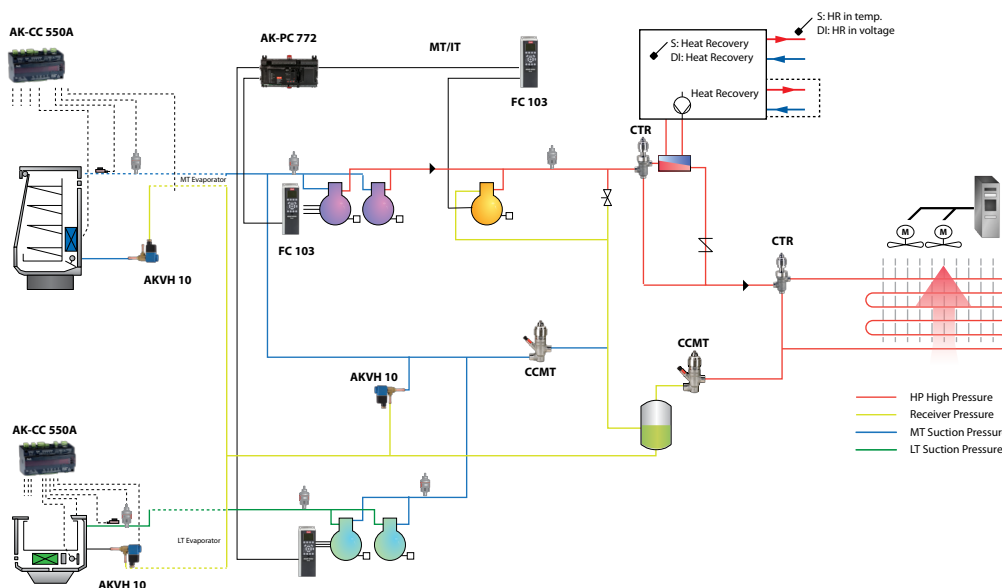 S: HR in temp.
DI: HR in voltage
AK-CC 550A
AK-PC 772
MT/IT
S: Heat Recovery
DI: Heat Recovery
Heat Recovery
FC 103
CTR
MT Evaporator
FC 103
M
M
CTR
AKVH 10
CCMT
CCMT
AKVH 10
HP High Pressure
Receiver Pressure
MT Suction Pressure
LT Suction Pressure
AK-CC 550A
LT Evaporator
AKVH 10